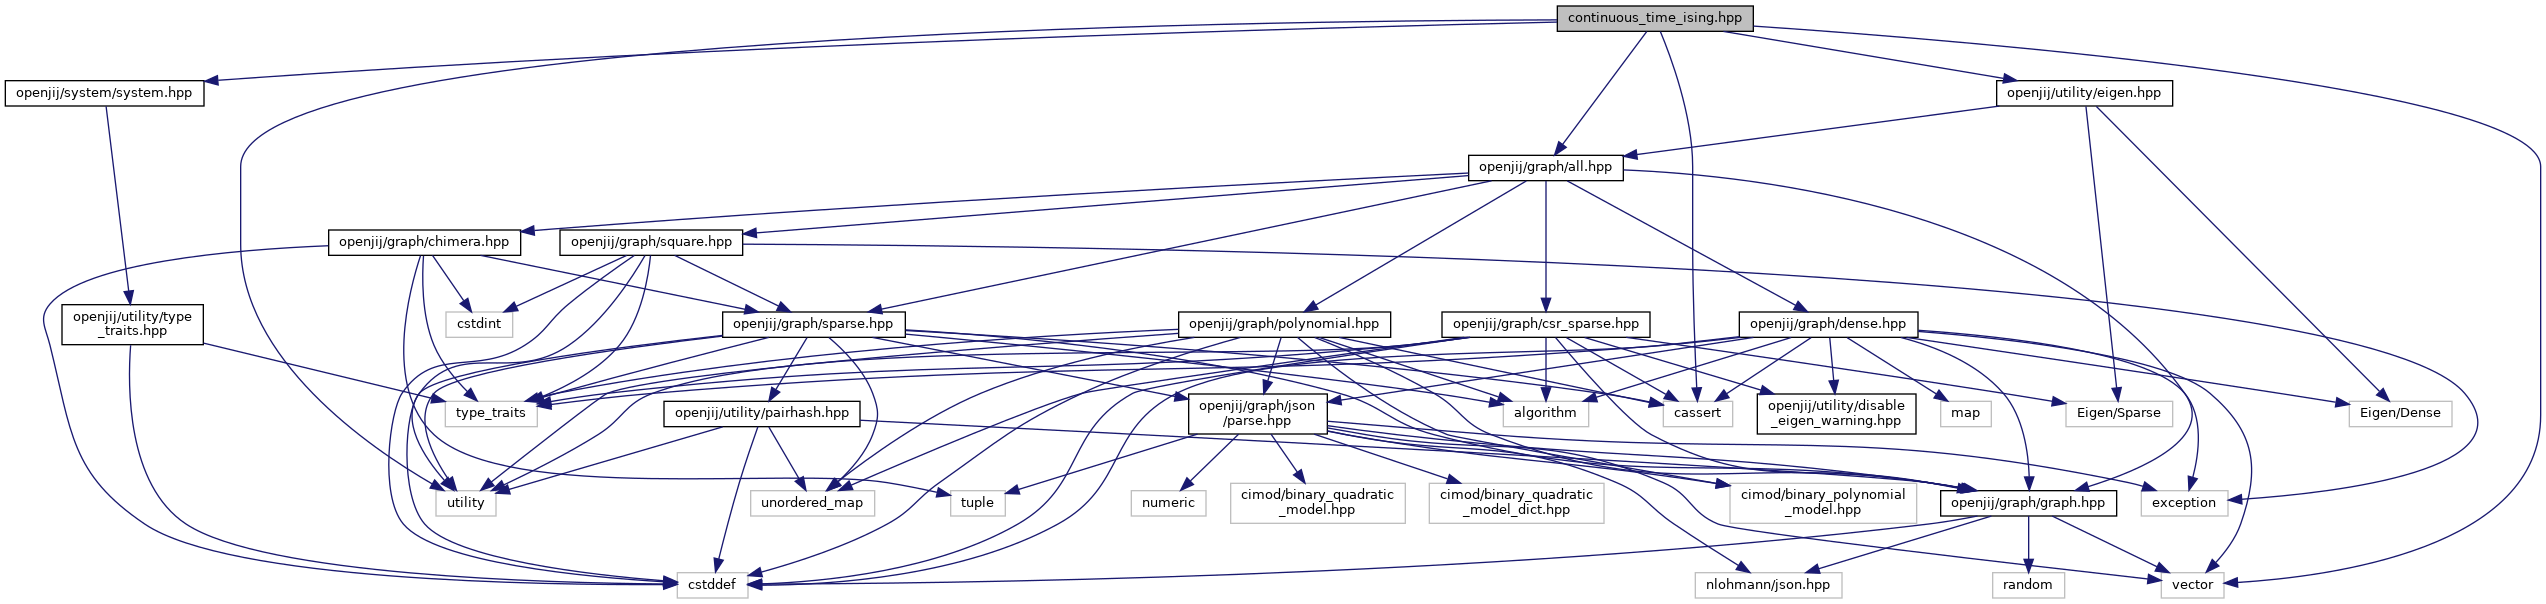 continuous_time_ising.hpp
openjij/system/system.hpp
openjij/utility/eigen.hpp
openjij/graph/all.hpp
openjij/graph/chimera.hpp
openjij/graph/square.hpp
openjij/utility/type
_traits.hpp
cstdint
openjij/graph/sparse.hpp
openjij/graph/polynomial.hpp
openjij/graph/csr_sparse.hpp
openjij/graph/dense.hpp
type_traits
openjij/utility/pairhash.hpp
openjij/graph/json
/parse.hpp
algorithm
cassert
openjij/utility/disable
_eigen_warning.hpp
map
Eigen/Sparse
Eigen/Dense
utility
unordered_map
tuple
numeric
cimod/binary_quadratic
_model.hpp
cimod/binary_quadratic
_model_dict.hpp
cimod/binary_polynomial
_model.hpp
openjij/graph/graph.hpp
exception
cstddef
nlohmann/json.hpp
random
vector